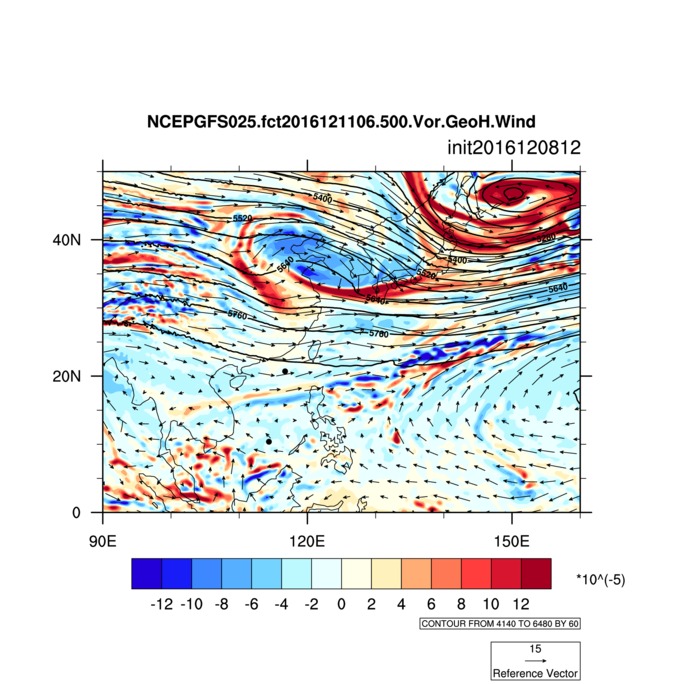 NCEPGFS025.fct2016121106.500.Vor.GeoH.Wind
init2016120812
5400
5520
40N
5280
5400
5640
5520
5640
5640
5760
5760
20N
0
90E 120E 150E
-12 -10 -8 -6 -4 -2 0 2 4 6 8 10 12
*10^(-5)
CONTOUR FROM 4140 TO 6480 BY 60
15
Reference Vector